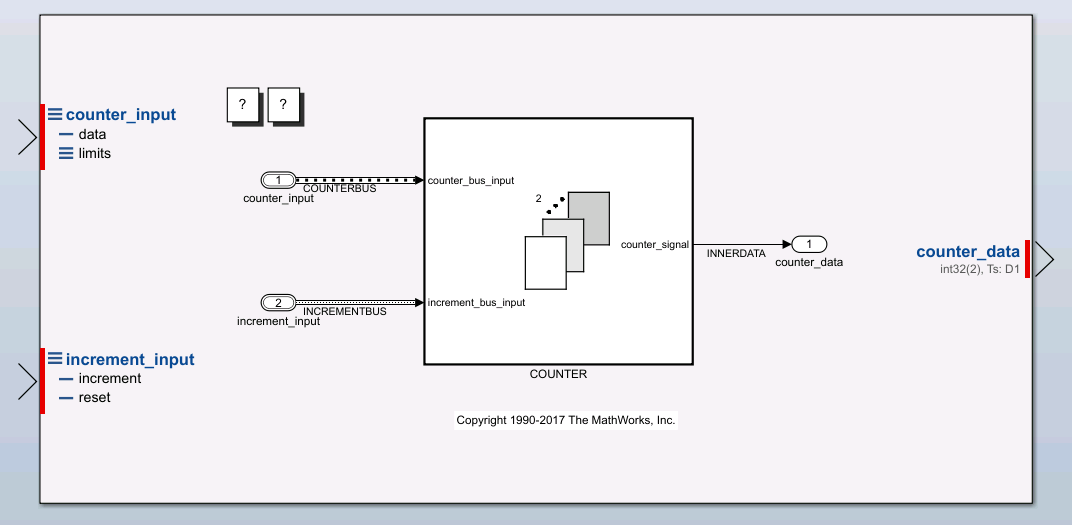 counter_input
data
limits
? ?
1
COUNTERBUS
counter_input
counter_bus_input
2
counter_signal
INNERDATA
1
counter_data
counter_data
int32(2), Ts: D1
2
INCREMENTBUS
increment_input
increment_bus_input
increment_input
increment
reset
COUNTER
Copyright 1990-2017 The MathWorks, Inc.